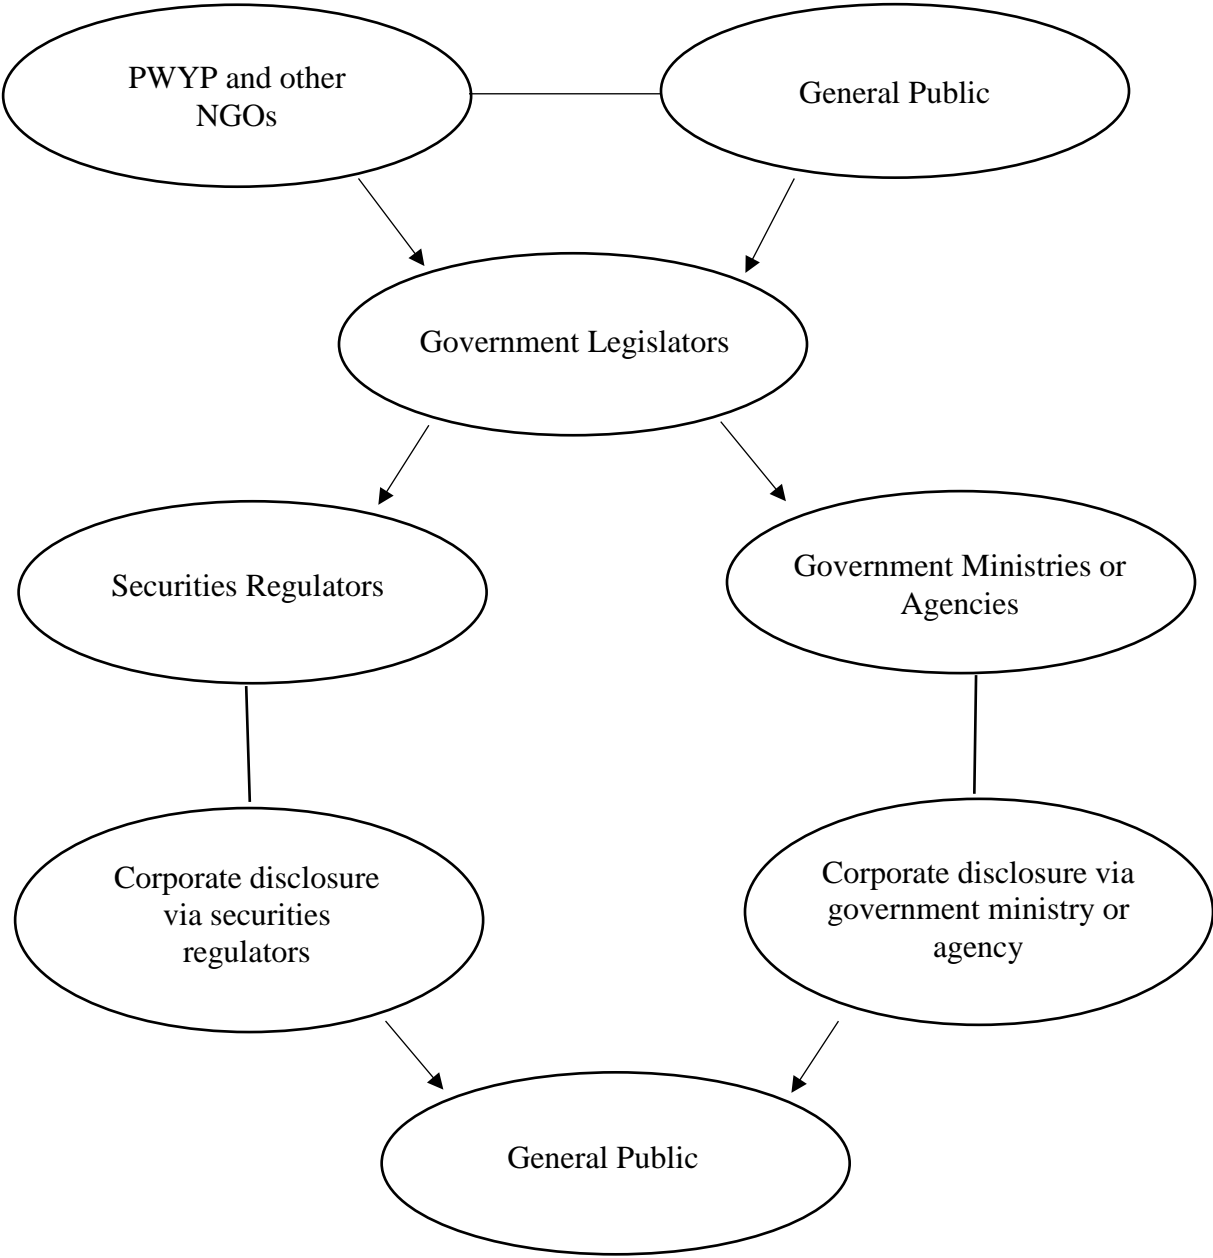 PWYP and other
NGOs
General Public
Government Legislators
Securities Regulators
Government Ministries or
Agencies
Corporate disclosure
via securities
regulators
Corporate disclosure via
government ministry or
agency
General Public